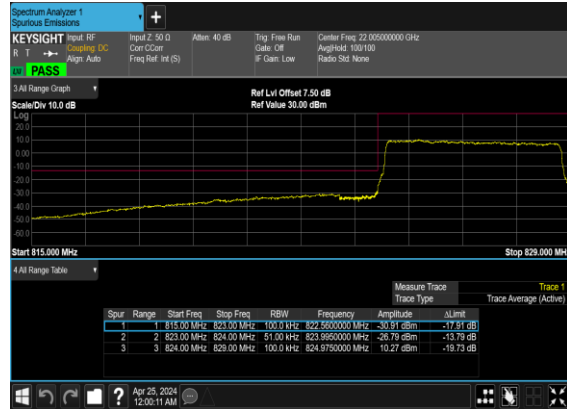 Spectrum Analyzer 1
Spurious Emissions
KEYSIGHT Input: RF Input Z: 50 Ω Atten: 40 dB Trig: Free Run Center Freq: 22.005000000 GHz
R T Coupling: DC Corr CCorr Gate: Off Avg|Hold: 100/100
Align: Auto Freq Ref: Int (S) IF Gain: Low Radio Std: None
PASS
3 All Range Graph
Ref Lvl Offset 7.50 dB
Scale/Div 10.0 dB Ref Value 30.00 dBm
Log
20.0
10.0
0.00
-10.0
-20.0
-30.0
-40.0
-50.0
-60.0
Start 815.000 MHz Stop 829.000 MH
4 All Range Table
Measure Trace Trace 1
Trace Type Trace Average (Active)
Spur Range Start Freq Stop Freq RBW Frequency Amplitude ΔLimit
1 1 815.00 MHz 823.00 MHz 100.0 kHz 822.5600000 MHz -30.91 dBm -17.91 dB
2 2 823.00 MHz 824.00 MHz 51.00 kHz 823.9950000 MHz -26.79 dBm -13.79 dB
3 3 824.00 MHz 829.00 MHz 100.0 kHz 824.9750000 MHz 10.27 dBm -19.73 dB
Apr 25, 2024
12:00:11 AM